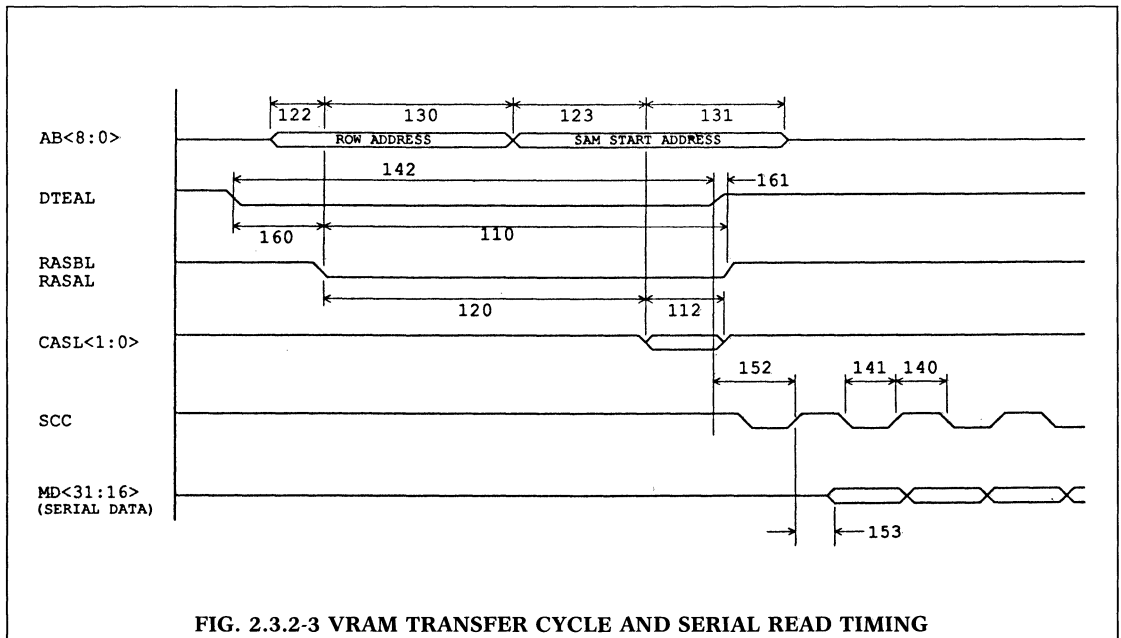 122 130 123 131
AB<8:0> ROW ADDRESS SAM START ADDRESS
142
DTEAL 161
160 110
RASBL
RASAL
120 112
CASL<1:0>
152 141 140
SCC
MD<31:16>
(SERIAL DATA)
153
FIG. 2.3.2-3 VRAM TRANSFER CYCLE AND SERIAL READ TIMING